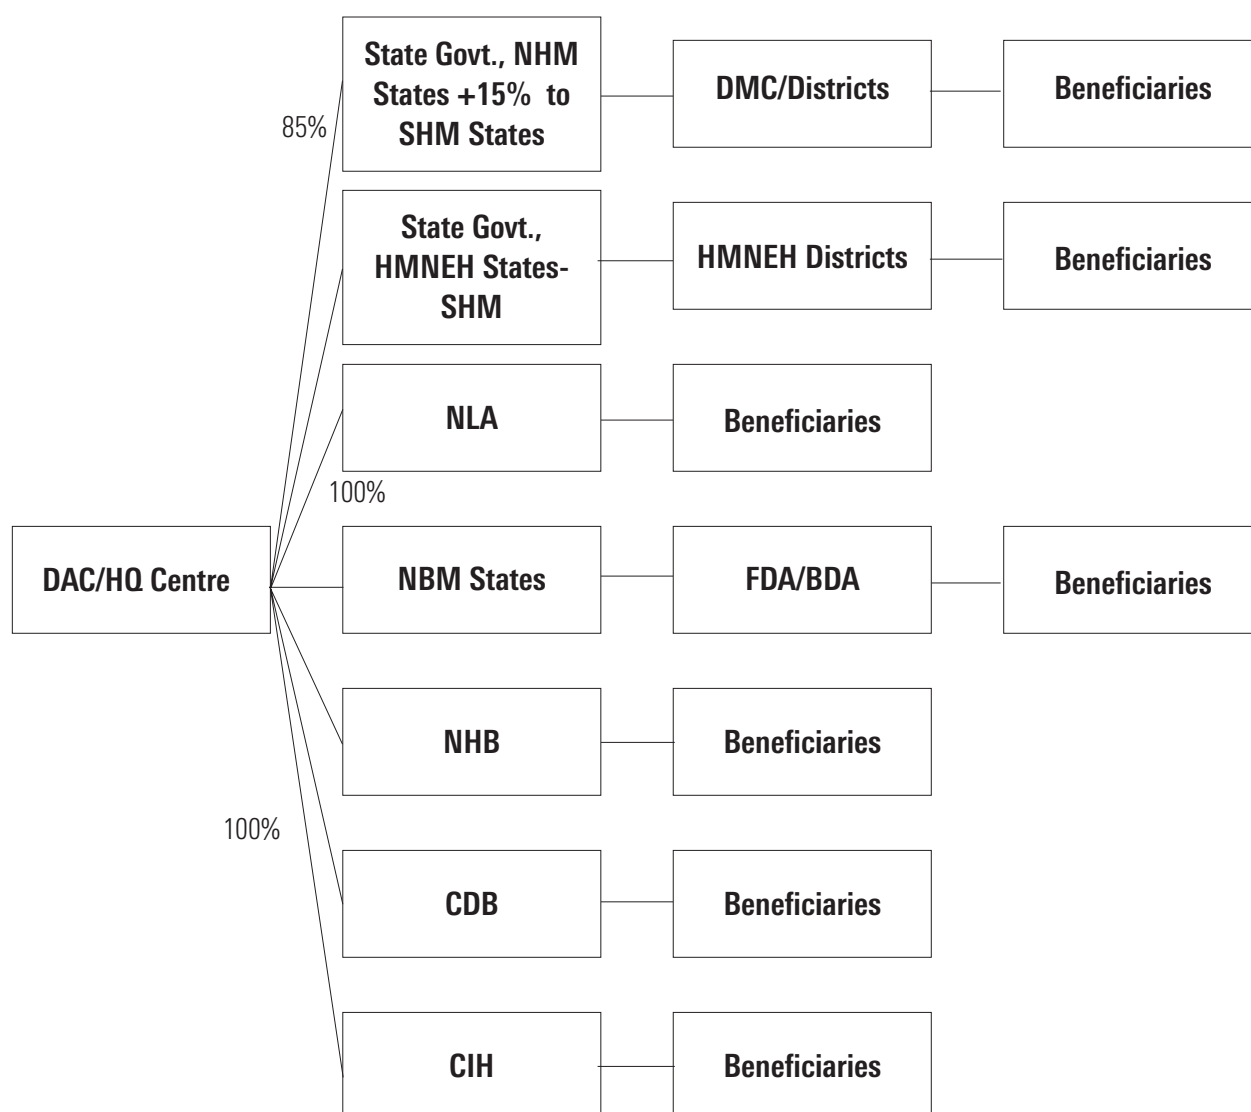 State Govt., NHM
States +15% to
SHM States
DMC/Districts
Beneficiaries
85%
State Govt.,
HMNEH States-
SHM
HMNEH Districts
Beneficiaries
NLA
Beneficiaries
100%
DAC/HQ Centre
NBM States
FDA/BDA
Beneficiaries
NHB
Beneficiaries
100%
CDB
Beneficiaries
CIH
Beneficiaries